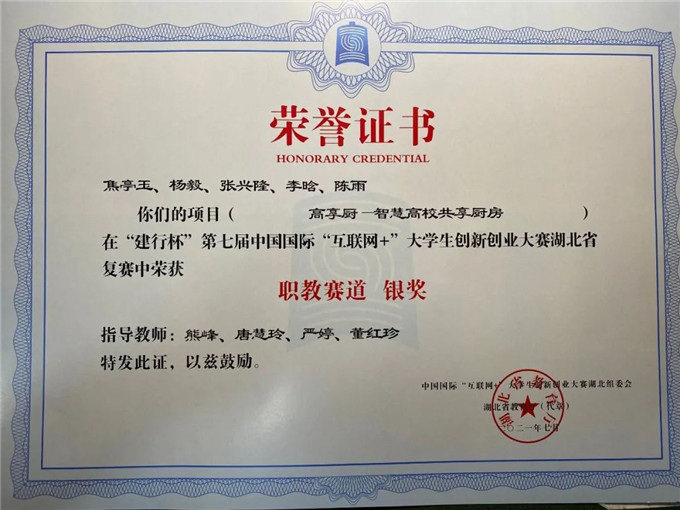 荣誉证书
HONORARY CREDENTIAL
焦亭玉、杨毅、张兴隆、李晗、陈雨
你们的项目（ 高享厨—智慧高校共享厨房 ）
在“建行杯”第七届中国国际“互联网+”大学生创新创业大赛湖北省
复赛中荣获
职教赛道 银奖
指导教师：熊峰、唐慧玲、严婷、董红珍
特发此证，以兹鼓励。
中国国际“互联网+”大学生创新创业大赛湖北组委会
湖北省教育厅（代章）
二〇二一年七月
湖北省教育厅